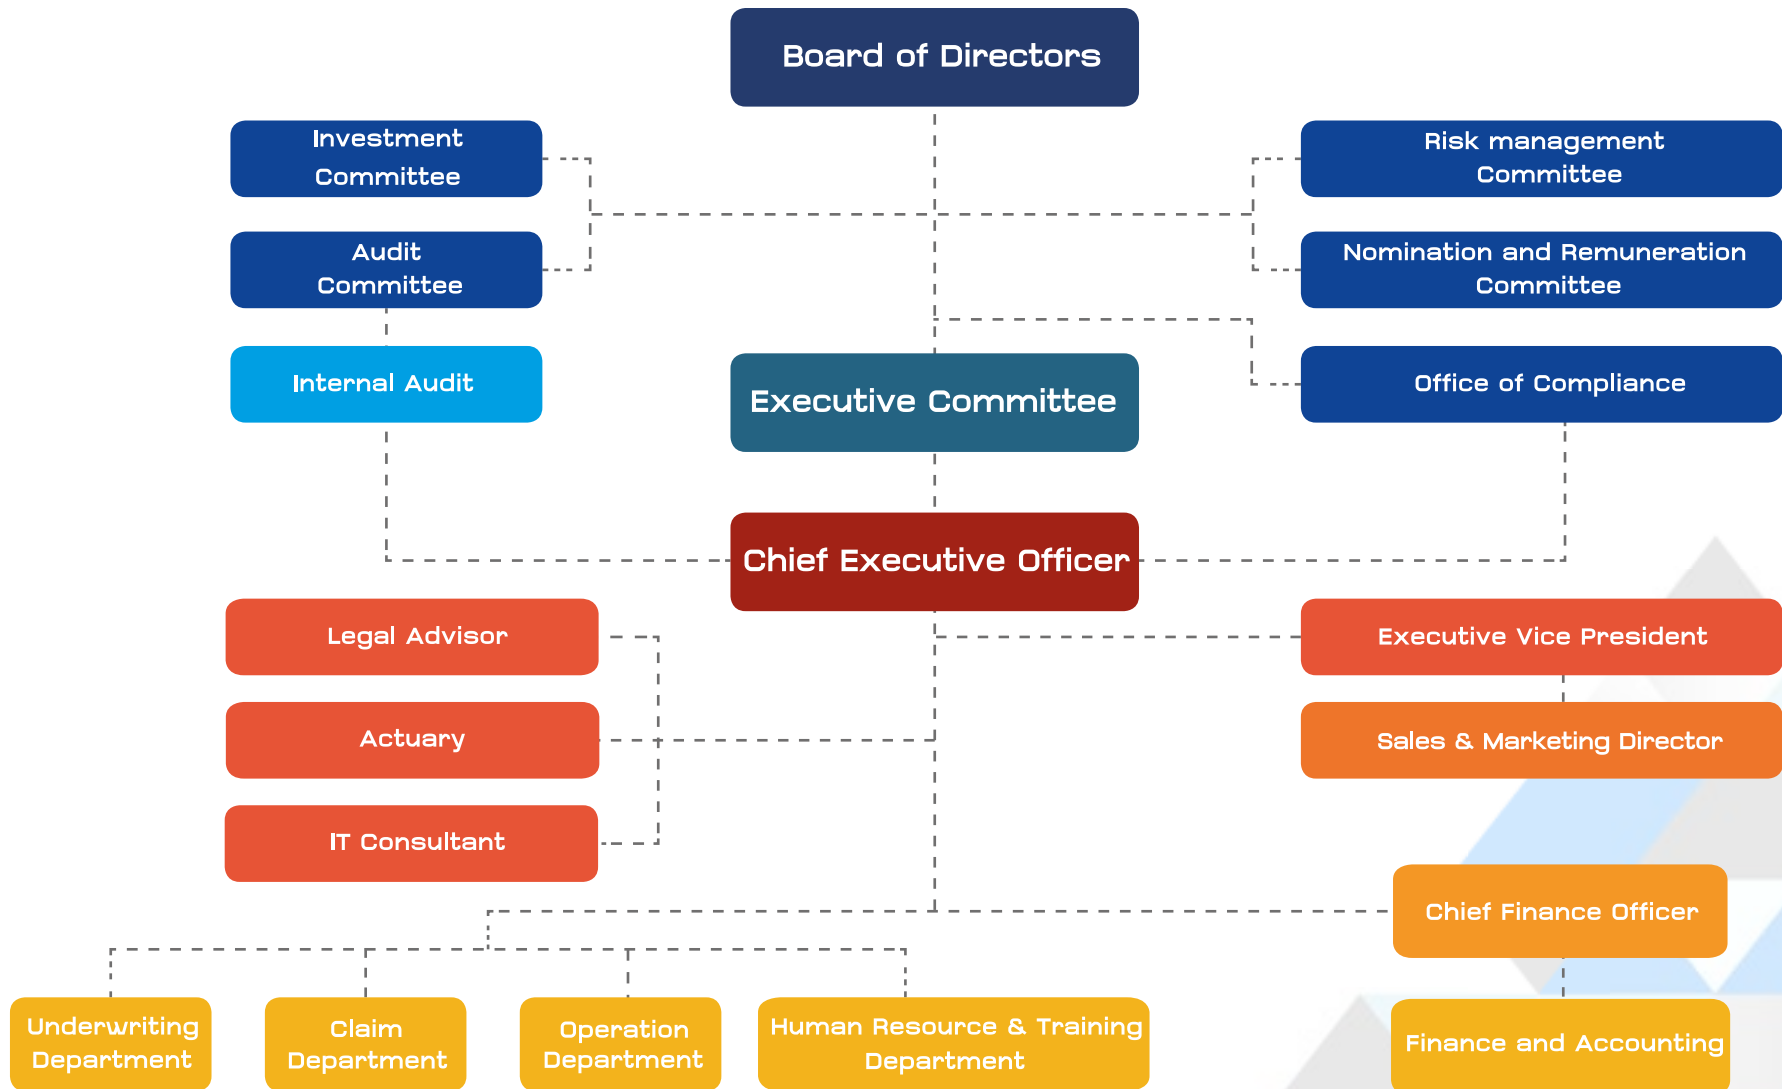 Board of Directors
Investment
Committee
Risk management
Committee
Audit
Committee
Nomination and Remuneration
Committee
Internal Audit
Executive Committee
Office of Compliance
Chief Executive Officer
Legal Advisor
Executive Vice President
Actuary
Sales & Marketing Director
IT Consultant
Chief Finance Officer
Underwriting
Department
Claim
Department
Operation
Department
Human Resource & Training
Department
Finance and Accounting